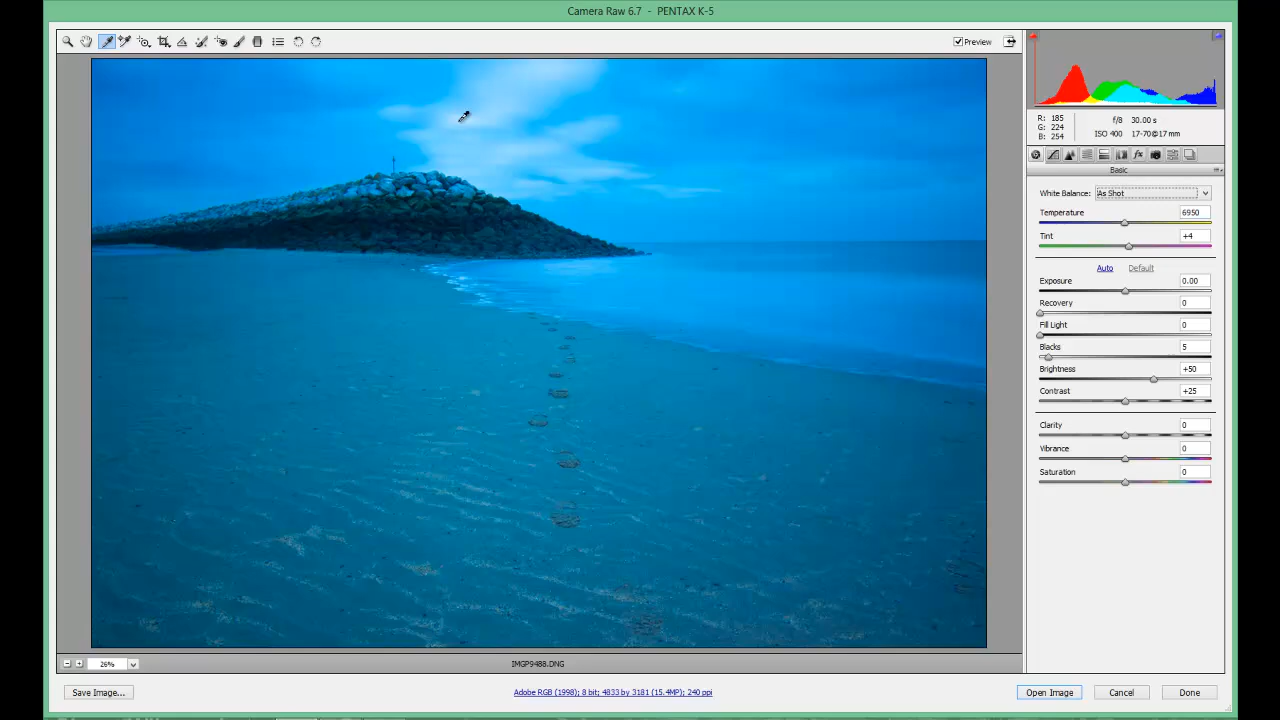 Camera Raw 6.7 - PENTAX K-5
Preview
R: 185
G: 224
B: 254
f/8 30.00 s
ISO 400 17-70@17 mm
Basic
White Balance: As Shot
Temperature 6950
Tint +4
Auto Default
Exposure 0.00
Recovery 0
Fill Light 0
Blacks 5
Brightness +50
Contrast +25
Clarity 0
Vibrance 0
Saturation 0
26% IMGP9488.DNG
Save Image... Adobe RGB (1998); 8 bit; 4833 by 3181 (15.4MP); 240 ppi Open Image Cancel Done